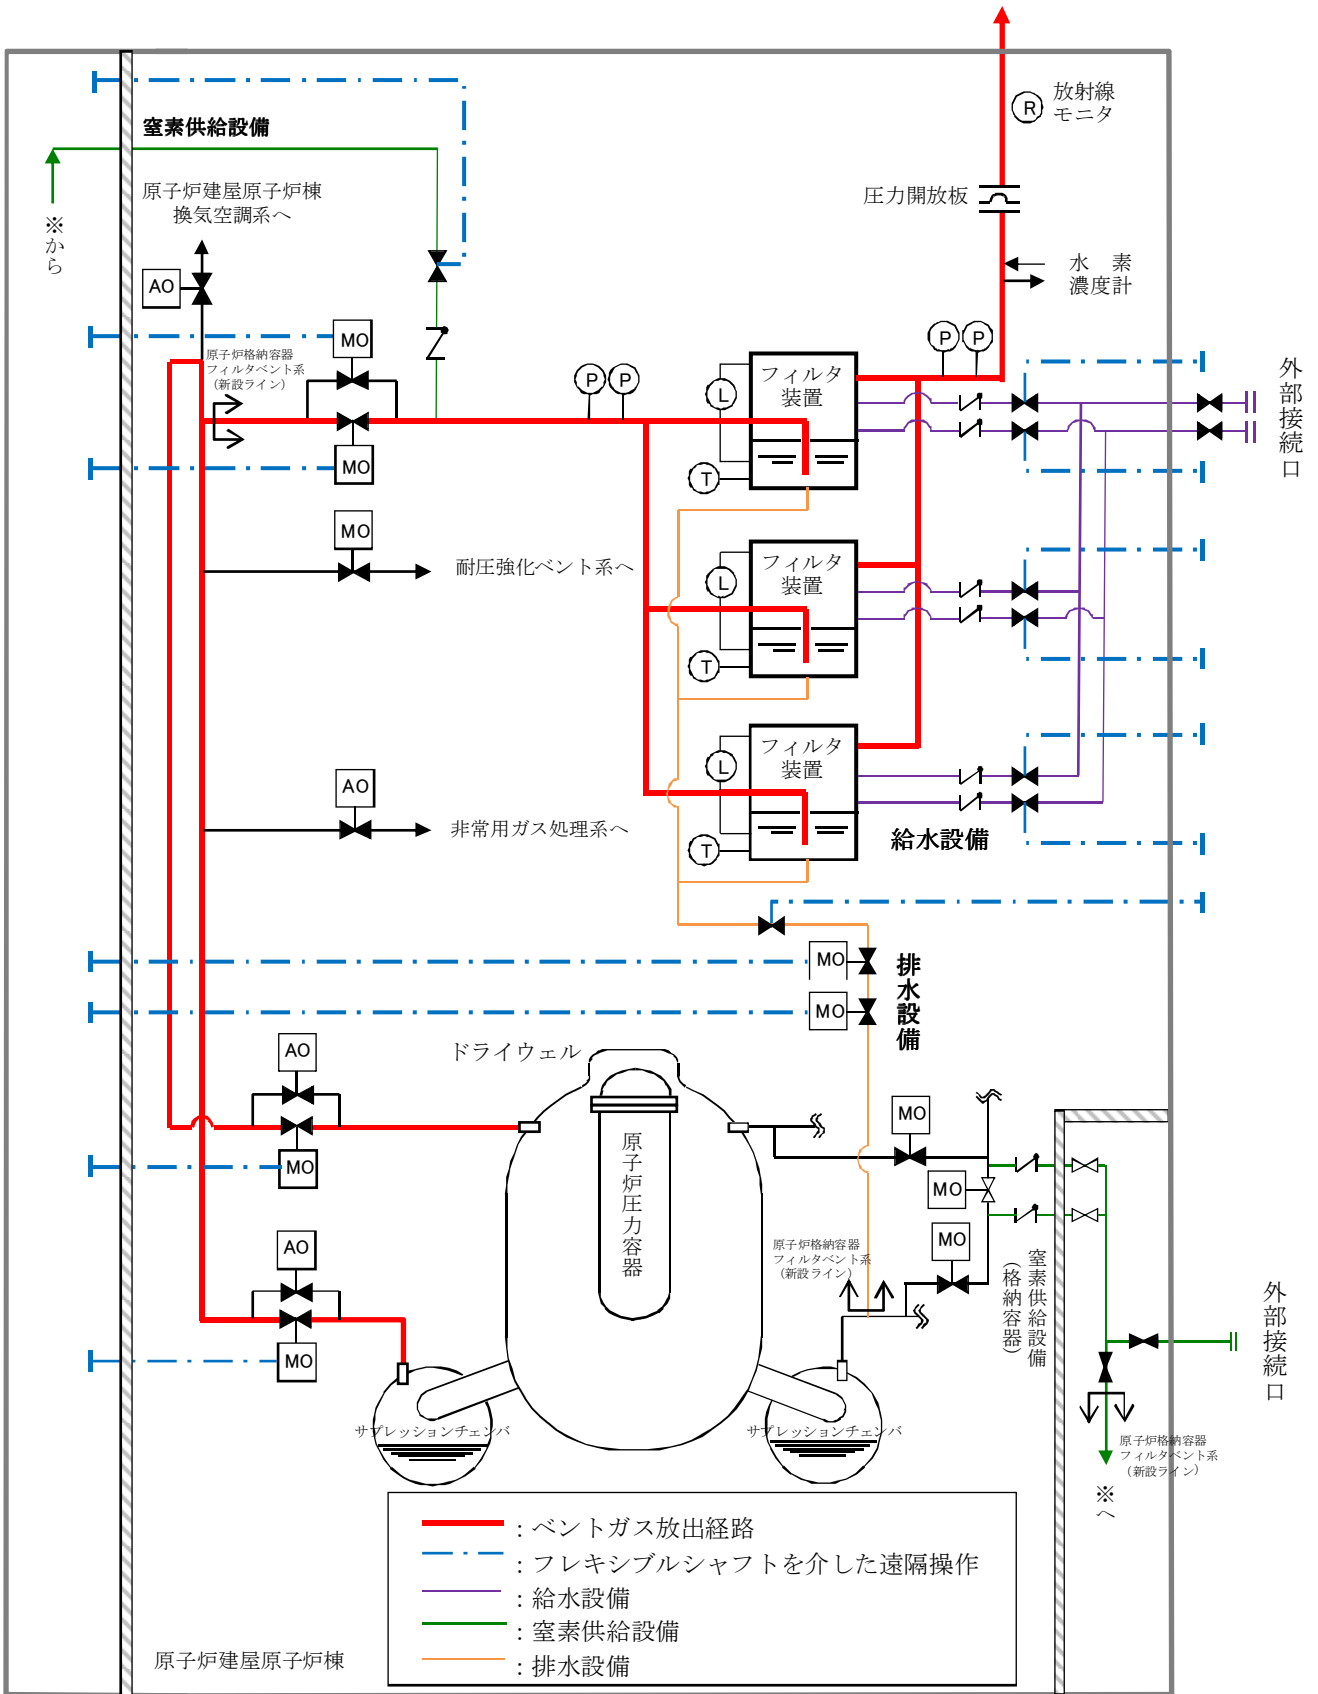 放射線
モニタ
R
窒素供給設備
圧力開放板
原子炉建屋原子炉棟
換気空調系へ
※から
水　素
濃度計
AO
MO
原子炉格納容器
フィルタベント系
（新設ライン）
P
P
P
P
フィルタ
装置
L
T
外部接続口
MO
MO
耐圧強化ベント系へ
フィルタ
装置
L
T
フィルタ
装置
L
T
AO
非常用ガス処理系へ
給水設備
MO
MO
排水設備
ドライウェル
AO
MO
原子炉圧力容器
MO
MO
MO
AO
MO
原子炉格納容器
フィルタベント系
（新設ライン）
窒素供給設備
（格納容器）
外部接続口
サプレッションチェンバ
サプレッションチェンバ
原子炉格納容器
フィルタベント系
（新設ライン）
※へ
：ベントガス放出経路
：フレキシブルシャフトを介した遠隔操作
：給水設備
：窒素供給設備
：排水設備
原子炉建屋原子炉棟